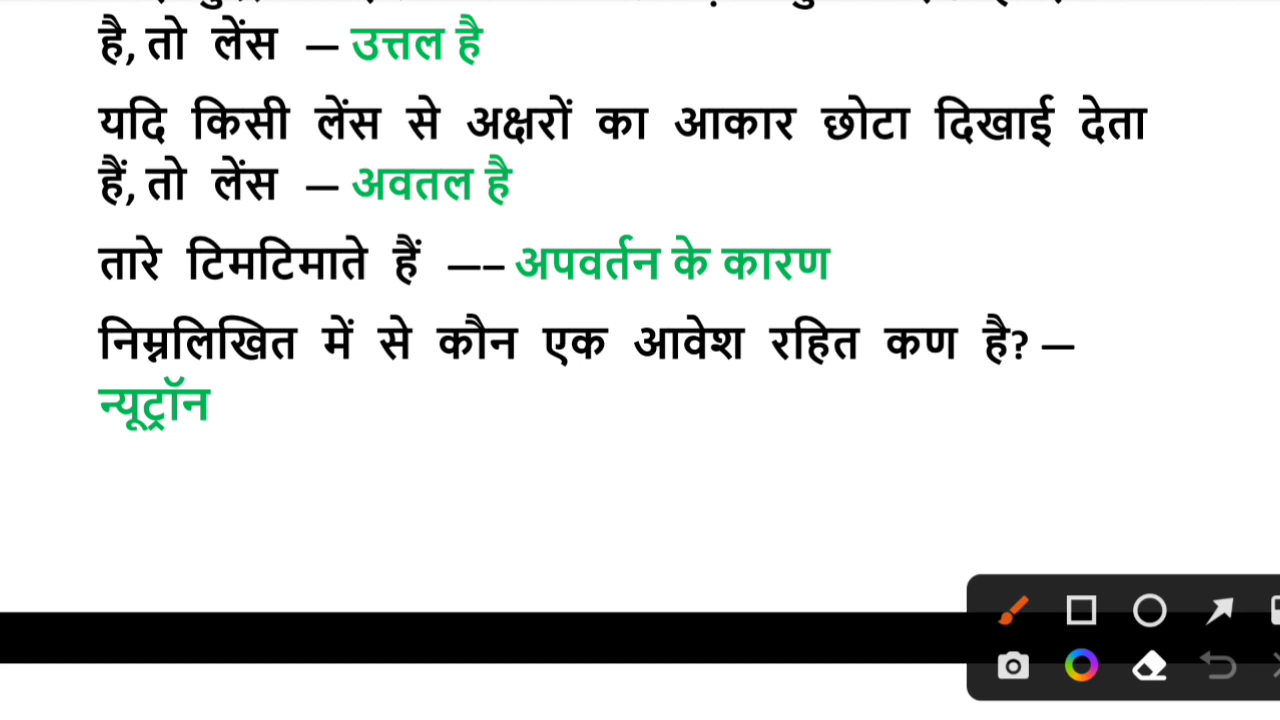 है, तो लेंस – उत्तल है
यदि किसी लेंस से अक्षरों का आकार छोटा दिखाई देता
हैं, तो लेंस – अवतल है
तारे टिमटिमाते हैं –– अपवर्तन के कारण
निम्नलिखित में से कौन एक आवेश रहित कण है? –
न्यूट्रॉन